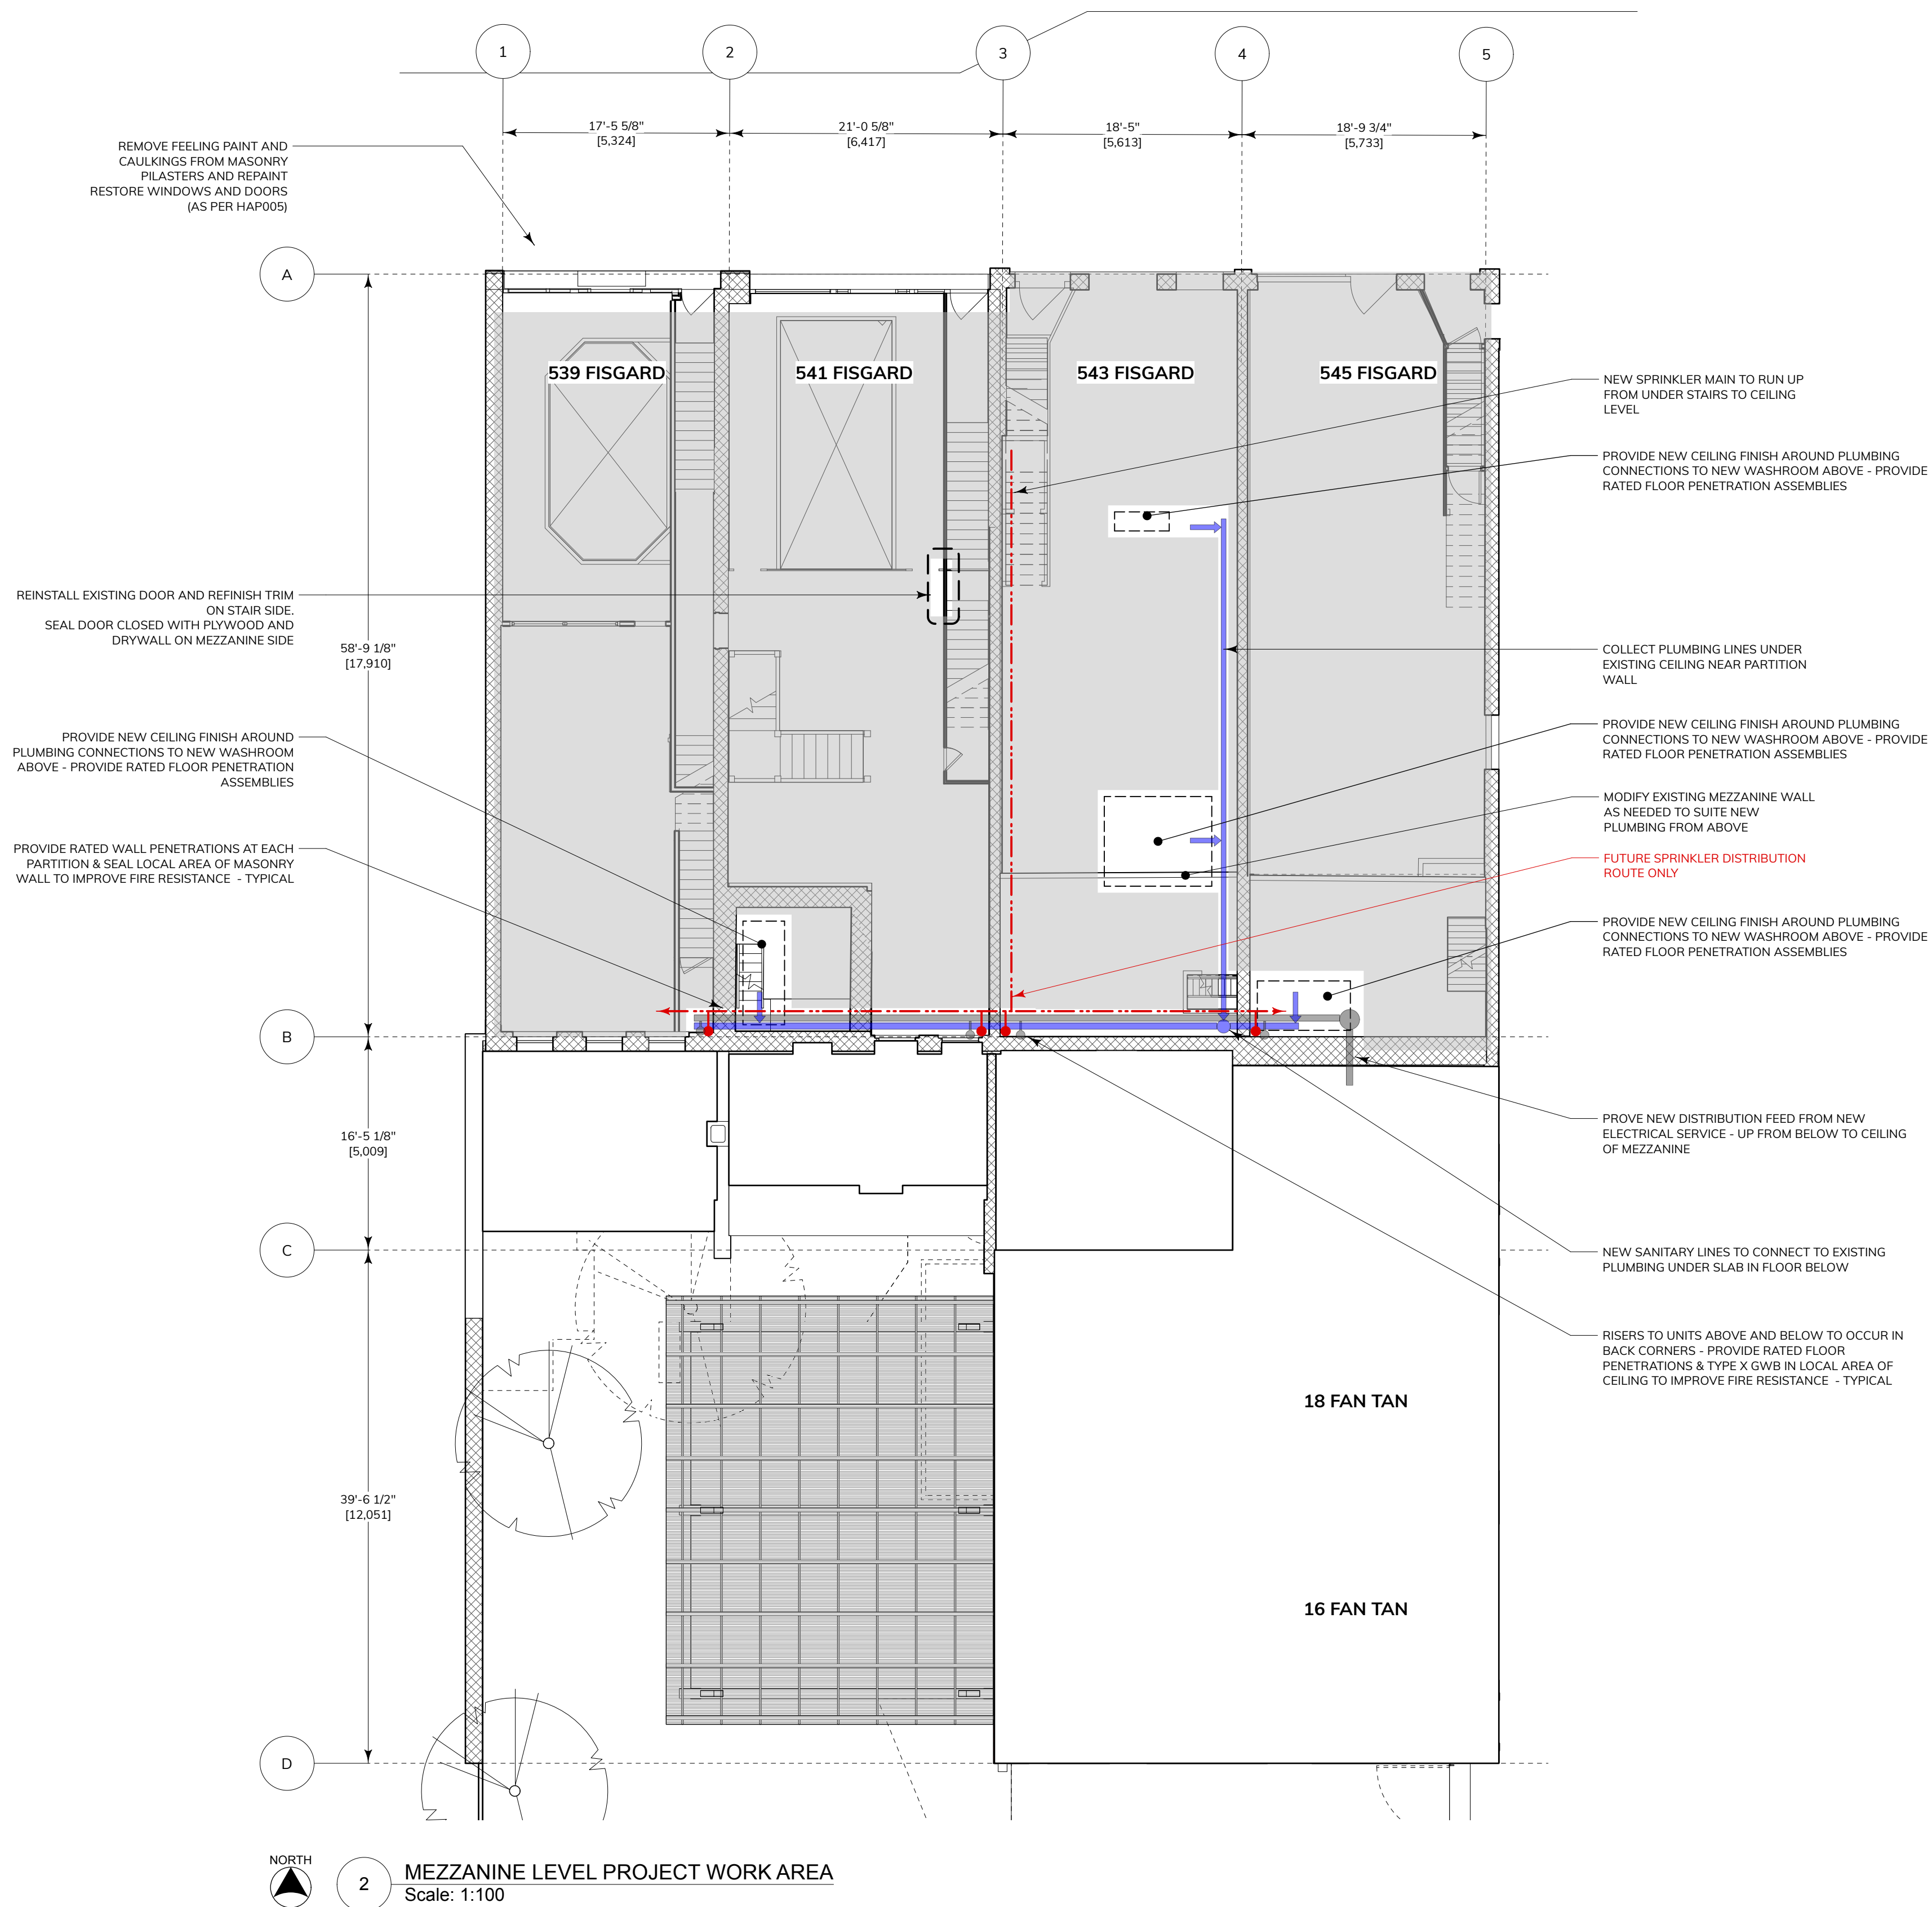 1
2
3
4
5
17'-5 5/8"
[5,324]
21'-0 5/8"
[6,417]
18'-5"
[5,613]
18'-9 3/4"
[5,733]
REMOVE FEELING PAINT AND
CAULKINGS FROM MASONRY
PILASTERS AND REPAINT
RESTORE WINDOWS AND DOORS
(AS PER HAP005)
A
539 FISGARD
541 FISGARD
543 FISGARD
545 FISGARD
NEW SPRINKLER MAIN TO RUN UP
FROM UNDER STAIRS TO CEILING
LEVEL
PROVIDE NEW CEILING FINISH AROUND PLUMBING
CONNECTIONS TO NEW WASHROOM ABOVE - PROVIDE
RATED FLOOR PENETRATION ASSEMBLIES
REINSTALL EXISTING DOOR AND REFINISH TRIM
ON STAIR SIDE.
SEAL DOOR CLOSED WITH PLYWOOD AND
DRYWALL ON MEZZANINE SIDE
58'-9 1/8"
[17,910]
COLLECT PLUMBING LINES UNDER
EXISTING CEILING NEAR PARTITION
WALL
PROVIDE NEW CEILING FINISH AROUND
PLUMBING CONNECTIONS TO NEW WASHROOM
ABOVE - PROVIDE RATED FLOOR PENETRATION
ASSEMBLIES
PROVIDE NEW CEILING FINISH AROUND PLUMBING
CONNECTIONS TO NEW WASHROOM ABOVE - PROVIDE
RATED FLOOR PENETRATION ASSEMBLIES
MODIFY EXISTING MEZZANINE WALL
AS NEEDED TO SUITE NEW
PLUMBING FROM ABOVE
PROVIDE RATED WALL PENETRATIONS AT EACH
PARTITION & SEAL LOCAL AREA OF MASONRY
WALL TO IMPROVE FIRE RESISTANCE - TYPICAL
FUTURE SPRINKLER DISTRIBUTION
ROUTE ONLY
PROVIDE NEW CEILING FINISH AROUND PLUMBING
CONNECTIONS TO NEW WASHROOM ABOVE - PROVIDE
RATED FLOOR PENETRATION ASSEMBLIES
B
16'-5 1/8"
[5,009]
PROVE NEW DISTRIBUTION FEED FROM NEW
ELECTRICAL SERVICE - UP FROM BELOW TO CEILING
OF MEZZANINE
C
NEW SANITARY LINES TO CONNECT TO EXISTING
PLUMBING UNDER SLAB IN FLOOR BELOW
RISERS TO UNITS ABOVE AND BELOW TO OCCUR IN
BACK CORNERS - PROVIDE RATED FLOOR
PENETRATIONS & TYPE X GWB IN LOCAL AREA OF
CEILING TO IMPROVE FIRE RESISTANCE - TYPICAL
18 FAN TAN
39'-6 1/2"
[12,051]
16 FAN TAN
D
NORTH
2
MEZZANINE LEVEL PROJECT WORK AREA
Scale: 1:100